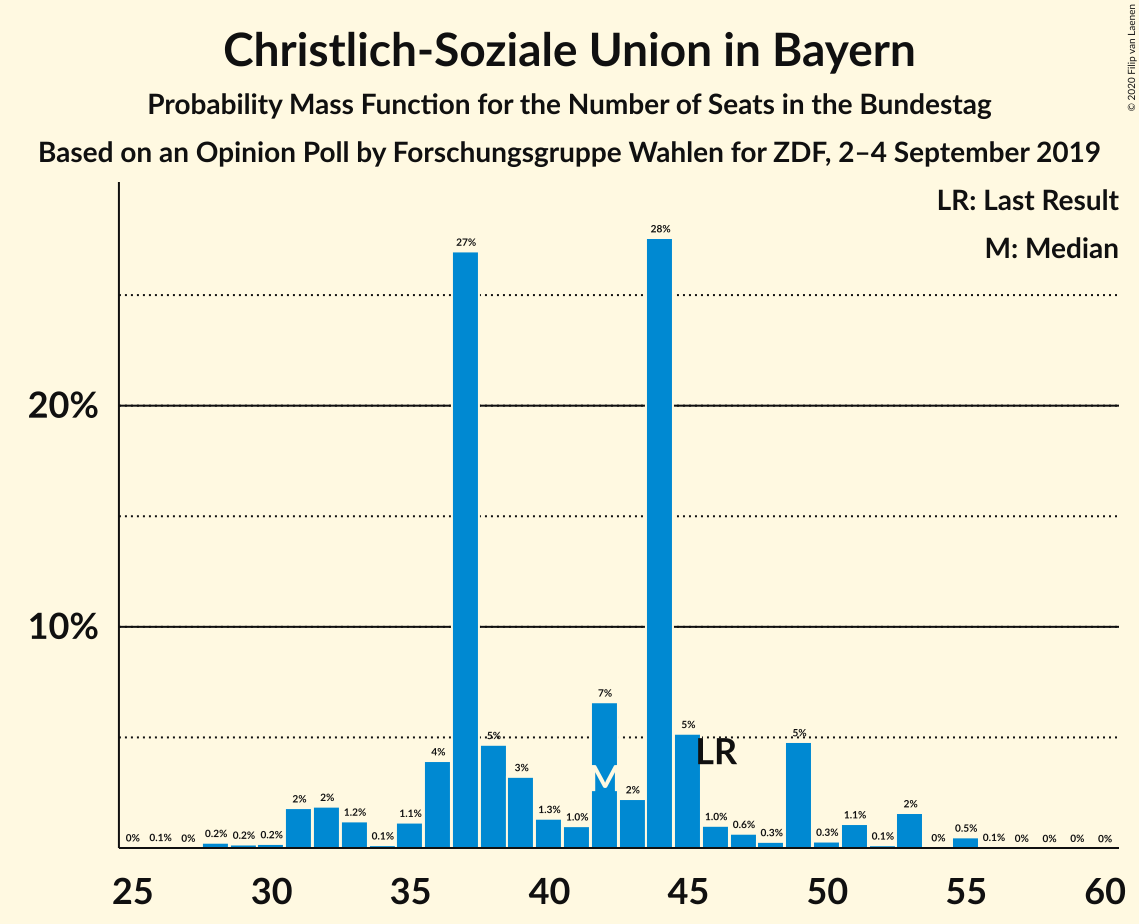 © 2020 Filip van Laenen
Christlich-Soziale Union in Bayern
Probability Mass Function for the Number of Seats in the Bundestag
Based on an Opinion Poll by Forschungsgruppe Wahlen for ZDF, 2–4 September 2019
LR: Last Result
M: Median
20%
10%
0% 0.1% 0% 0.2% 0.2% 0.2% 2% 2% 1.2% 0.1% 1.1% 4% 27% 5% 3% 1.3% 1.0% 7% 2% 28% 5% 1.0% 0.6% 0.3% 5% 0.3% 1.1% 0.1% 2% 0% 0.5% 0.1% 0% 0% 0% 0%
M
LR
25 30 35 40 45 50 55 60